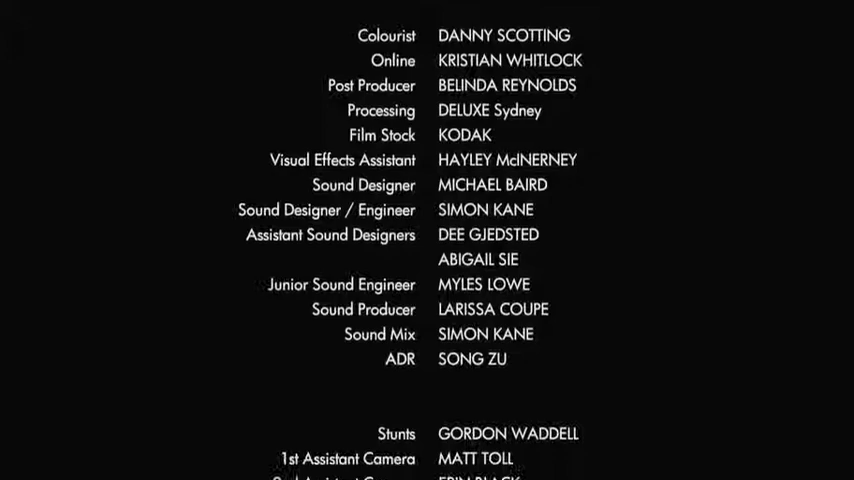 Colourist DANNY SCOTTING
Online KRISTIAN WHITLOCK
Post Producer BELINDA REYNOLDS
Processing DELUXE Sydney
Film Stock KODAK
Visual Effects Assistant HAYLEY McINERNEY
Sound Designer MICHAEL BAIRD
Sound Designer / Engineer SIMON KANE
Assistant Sound Designers DEE GJEDSTED
ABIGAIL SIE
Junior Sound Engineer MYLES LOWE
Sound Producer LARISSA COUPE
Sound Mix SIMON KANE
ADR SONG ZU
Stunts GORDON WADDELL
1st Assistant Camera MATT TOLL